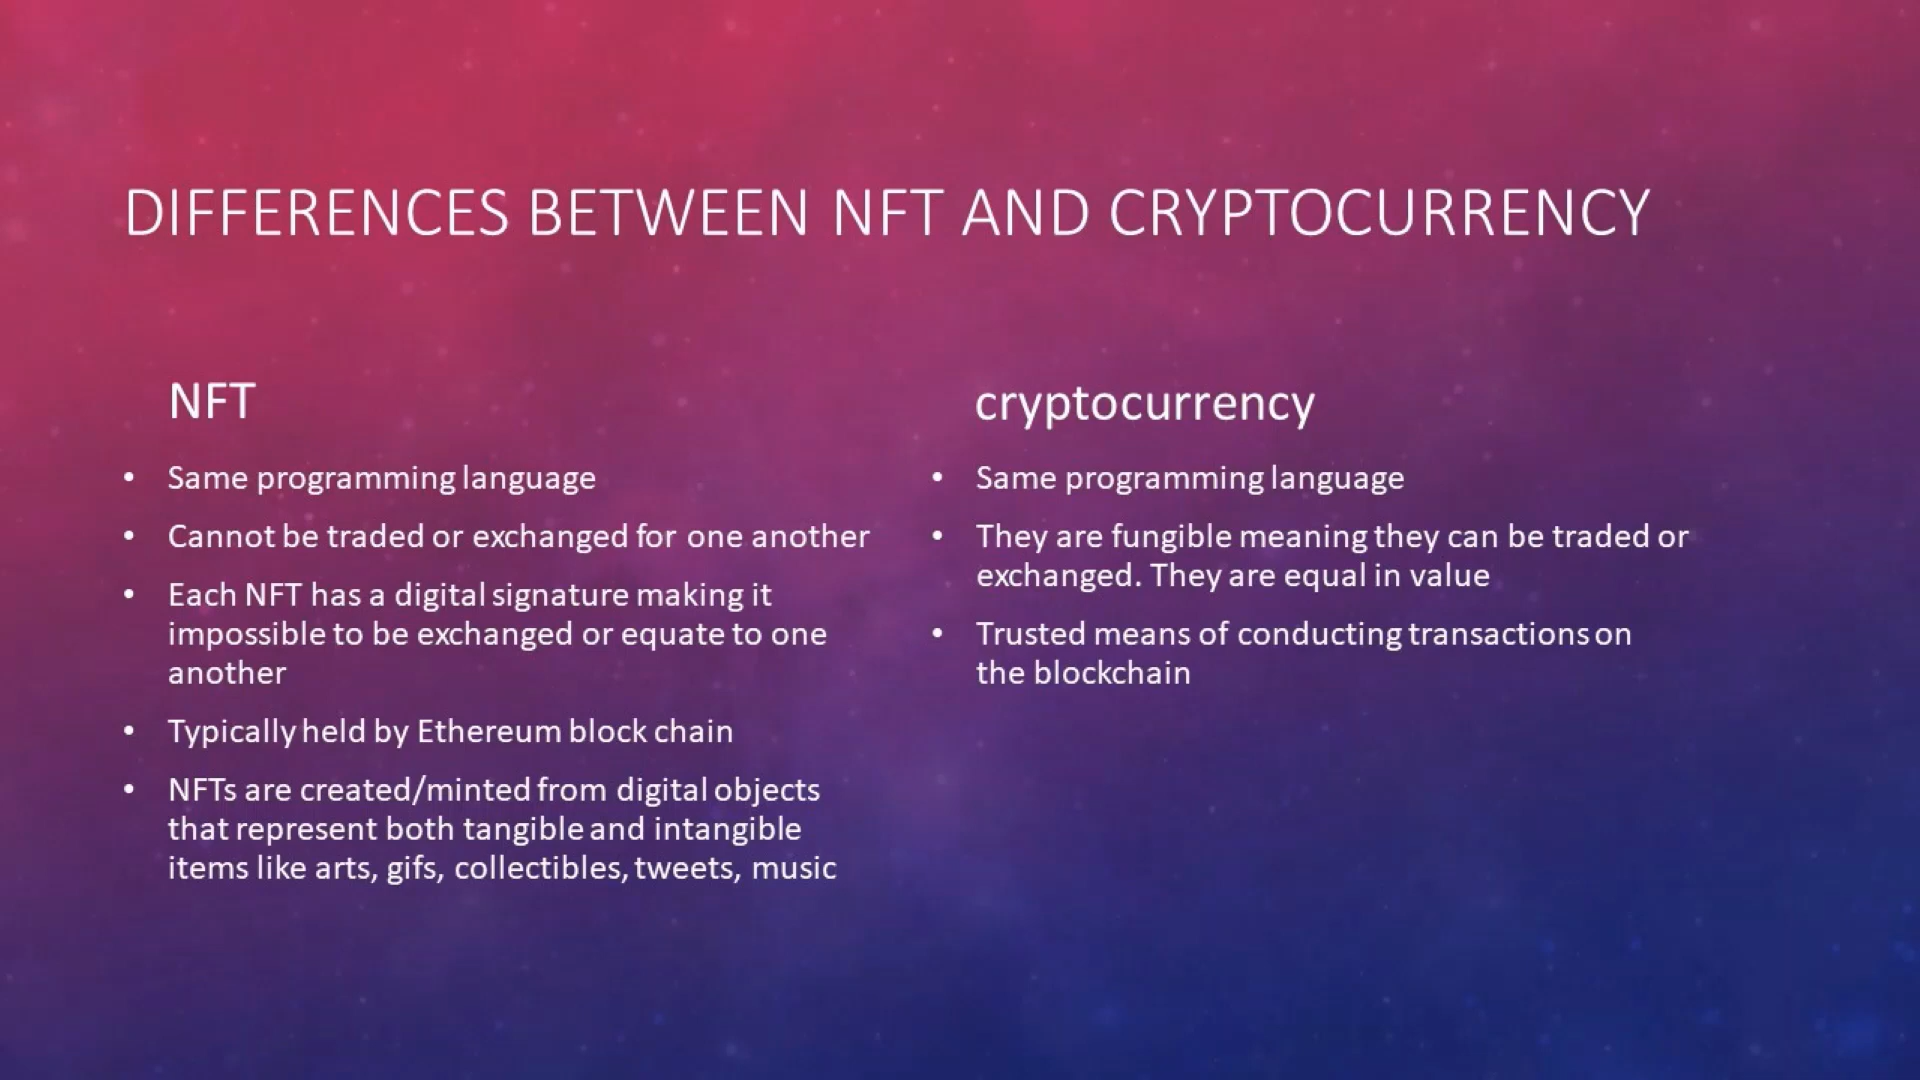 DIFFERENCES BETWEEN NFT AND CRYPTOCURRENCY
NFT
• Same programming language
• Cannot be traded or exchanged for one another
• Each NFT has a digital signature making it
impossible to be exchanged or equate to one
another
• Typically held by Ethereum block chain
• NFTs are created/minted from digital objects
that represent both tangible and intangible
items like arts, gifs, collectibles, tweets, music
cryptocurrency
• Same programming language
• They are fungible meaning they can be traded or
exchanged. They are equal in value
• Trusted means of conducting transactions on
the blockchain